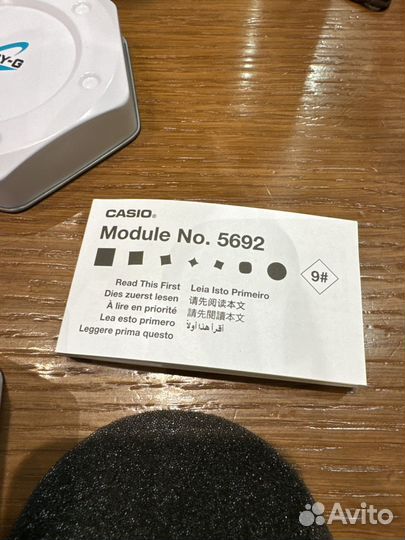 Y-G
CASIO®
Module No. 5692
9#
Read This First
Dies zuerst lesen
À lire en priorité
Lea esto primero
Leggere prima questo
Leia Isto Primeiro
请先阅读本文
請先閱讀本文
اقرأ هذا أولاً
Avito